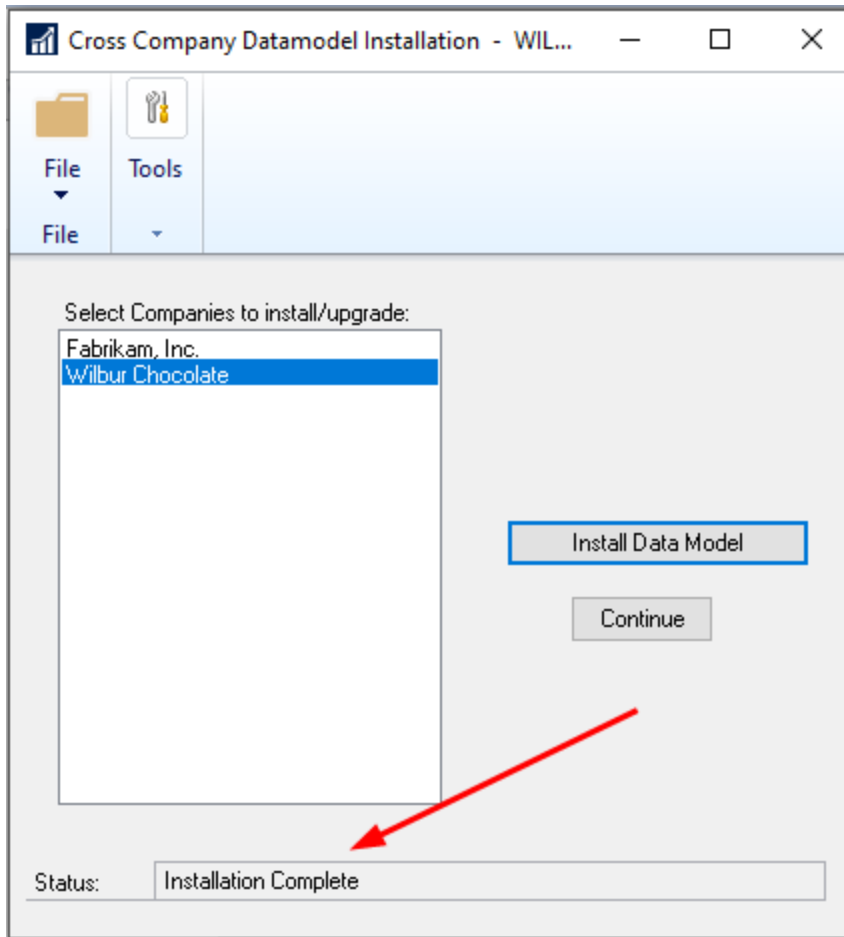 Cross Company Datamodel Installation - WIL...
File
Tools
File
Select Companies to install/upgrade:
Fabrikam, Inc.
Wilbur Chocolate
Install Data Model
Continue
Status:
Installation Complete